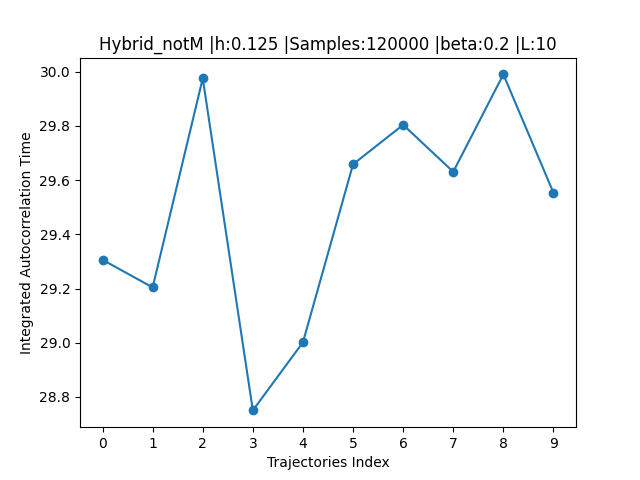 Hybrid_notM |h:0.125 |Samples:120000 |beta:0.2 |L:10
Integrated Autocorrelation Time
30.0
29.8
29.6
29.4
29.2
29.0
28.8
0 1 2 3 4 5 6 7 8 9
Trajectories Index